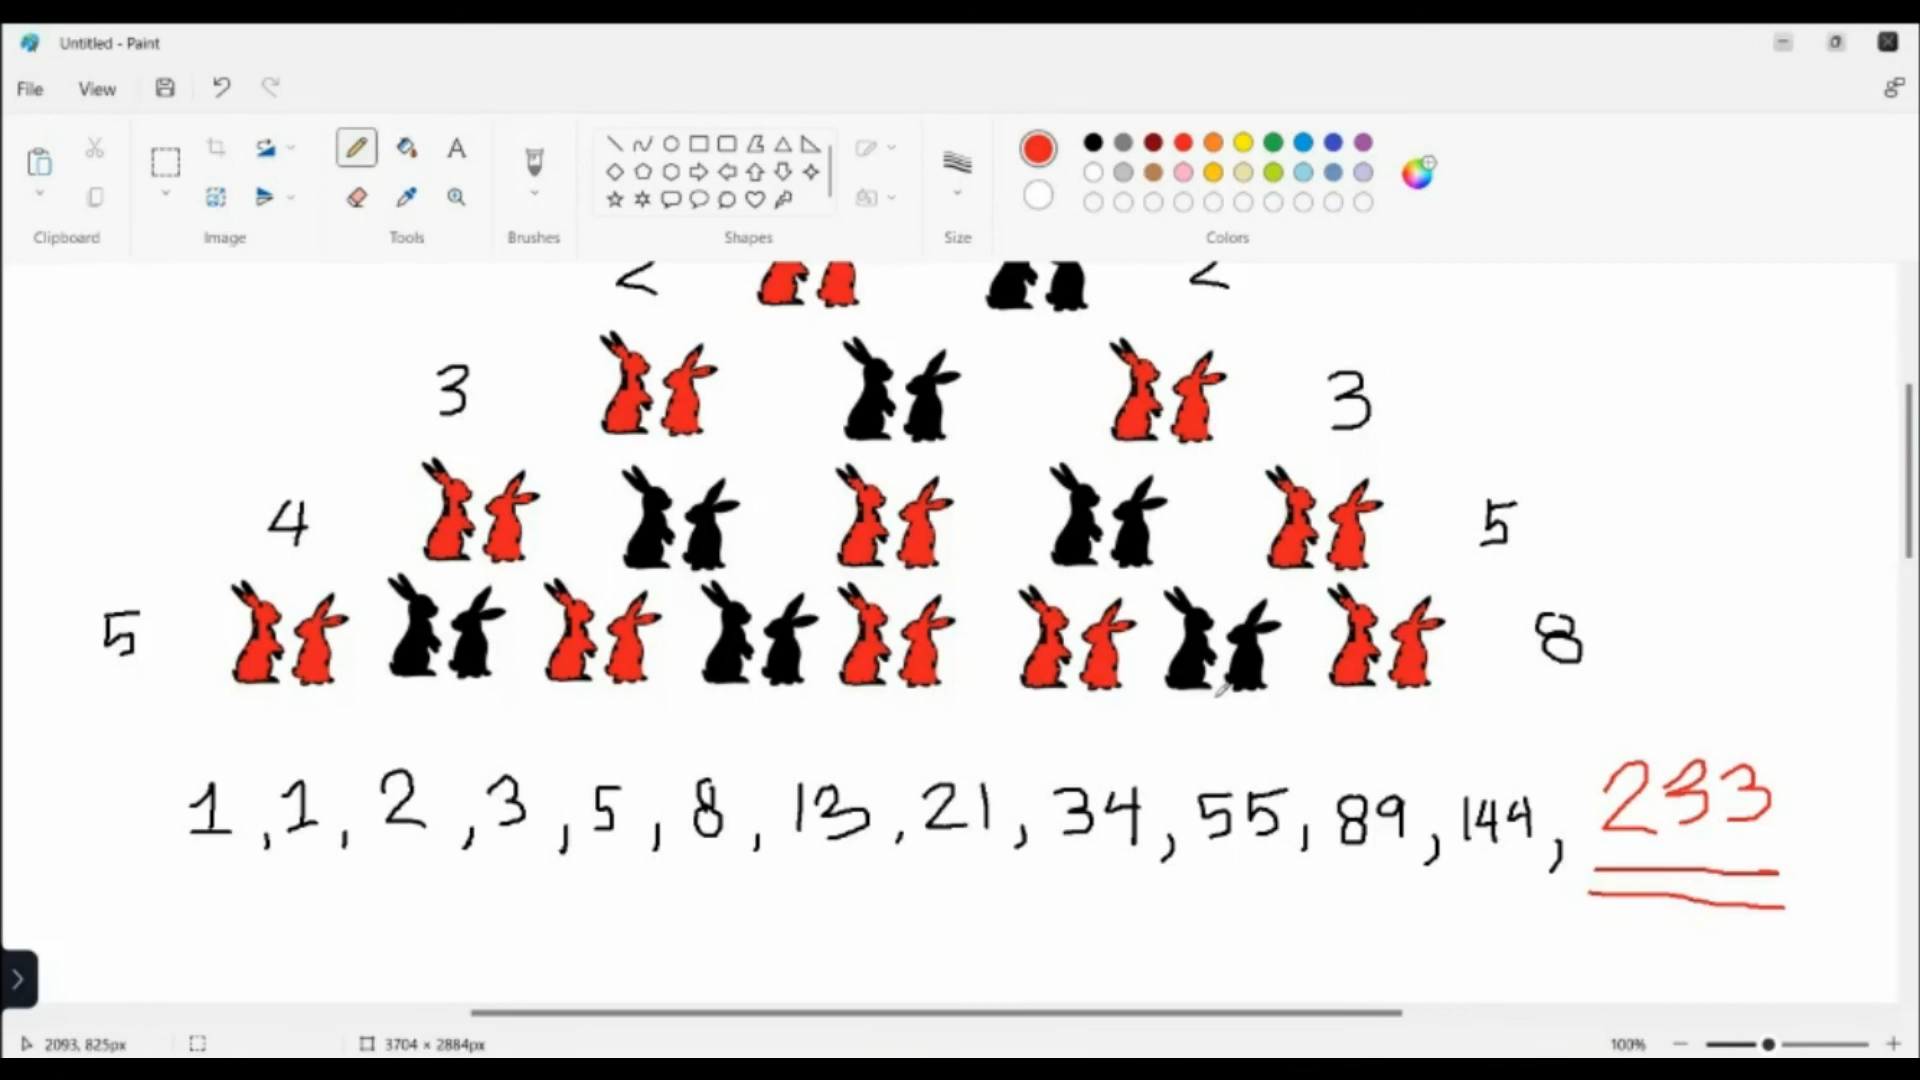 Untitled - Paint
File View
Clipboard Image Tools Brushes Shapes Size Colors
2 2
3 3
4 5
5 8
1, 1, 2, 3, 5, 8, 13, 21, 34, 55, 89, 144, 233
2093, 825px 3704 × 2884px 100%